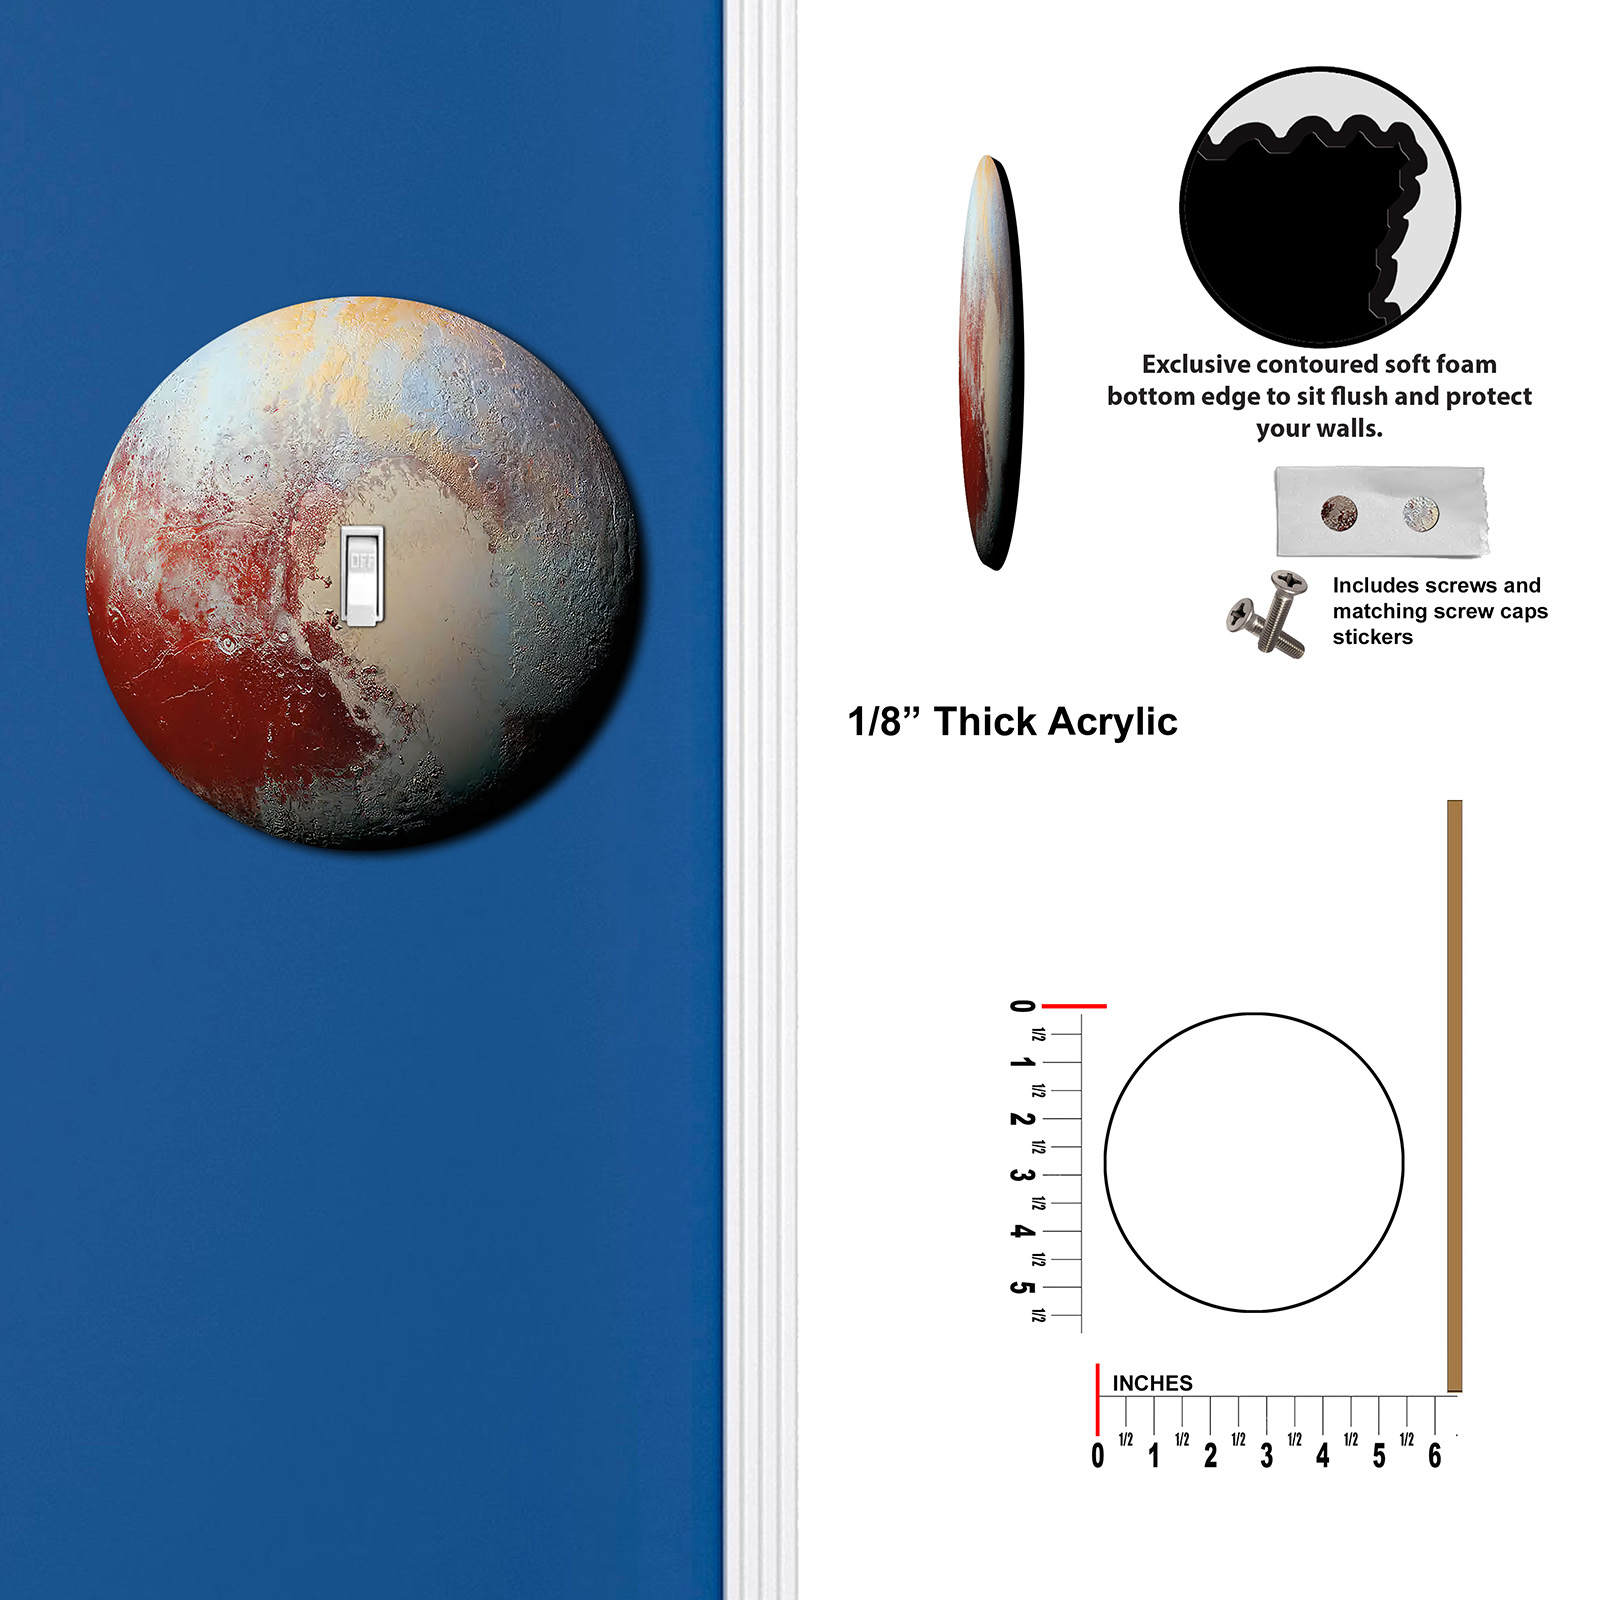 OFF
Exclusive contoured soft foam
bottom edge to sit flush and protect
your walls.
Includes screws and
matching screw caps
stickers
1/8” Thick Acrylic
0
1/2
1
1/2
2
1/2
3
1/2
4
1/2
5
1/2
INCHES
0 1/2 1 1/2 2 1/2 3 1/2 4 1/2 5 1/2 6